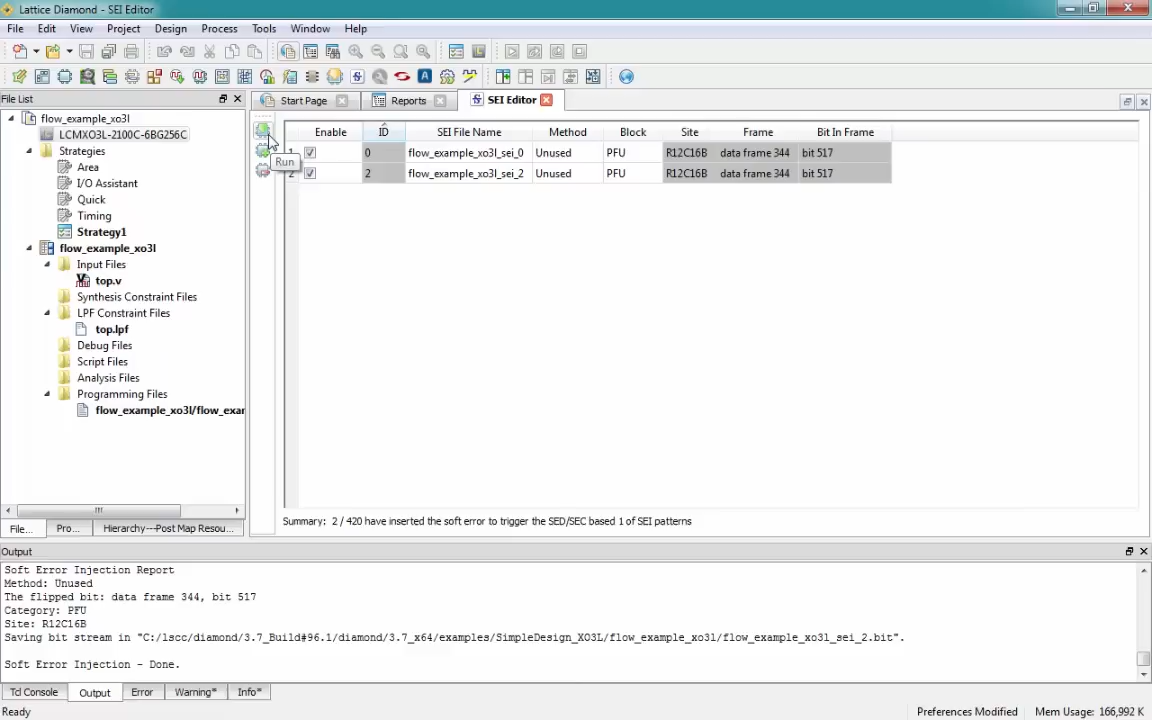 Lattice Diamond - SEI Editor
File Edit View Project Design Process Tools Window Help
File List
Start Page
Reports
SEI Editor
flow_example_xo3l
LCMXO3L-2100C-6BG256C
Strategies
Area
I/O Assistant
Quick
Timing
Strategy1
flow_example_xo3l
Input Files
top.v
Synthesis Constraint Files
LPF Constraint Files
top.lpf
Debug Files
Script Files
Analysis Files
Programming Files
flow_example_xo3l/flow_exar
File... Pro... Hierarchy---Post Map Resou...
Run
Enable ID SEI File Name Method Block Site Frame Bit In Frame
1 0 flow_example_xo3l_sei_0 Unused PFU R12C16B data frame 344 bit 517
2 2 flow_example_xo3l_sei_2 Unused PFU R12C16B data frame 344 bit 517
Summary: 2 / 420 have inserted the soft error to trigger the SED/SEC based 1 of SEI patterns
Output
Soft Error Injection Report
Method: Unused
The flipped bit: data frame 344, bit 517
Category: PFU
Site: R12C16B
Saving bit stream in "C:/lscc/diamond/3.7_Build#96.1/diamond/3.7_x64/examples/SimpleDesign_XO3L/flow_example_xo3l/flow_example_xo3l_sei_2.bit".
Soft Error Injection - Done.
Tcl Console Output Error Warning* Info*
Ready
Preferences Modified Mem Usage: 166,992 K